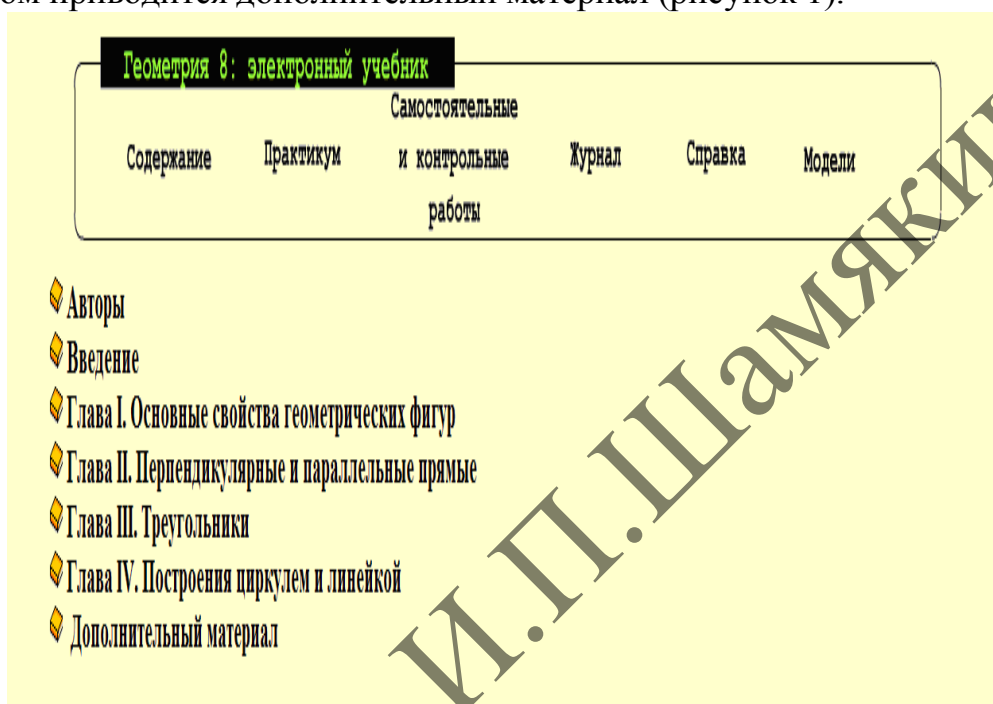 ом приводится дополнительный материал (рисунок 1).
Геометрия 8: электронный учебник
Содержание
Практикум
Самостоятельные
и контрольные
работы
Журнал
Справка
Модели
Авторы
Введение
Глава I. Основные свойства геометрических фигур
Глава II. Перпендикулярные и параллельные прямые
Глава III. Треугольники
Глава IV. Построения циркулем и линейкой
Дополнительный материал
И.П.Шамяки